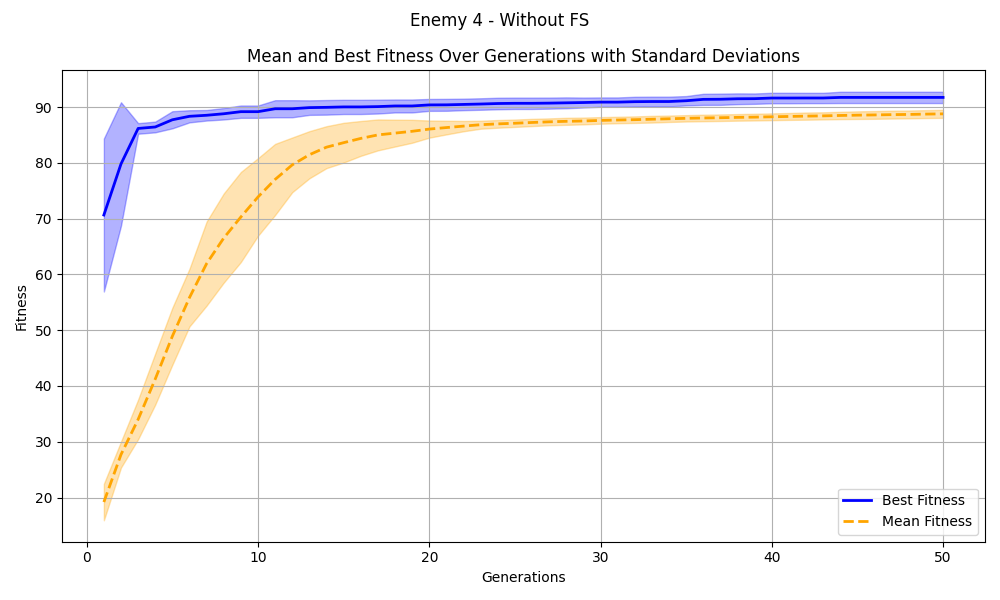 Enemy 4 - Without FS
Mean and Best Fitness Over Generations with Standard Deviations
Fitness
90
80
70
60
50
40
30
20
0
10
20
30
40
50
Generations
Best Fitness
Mean Fitness